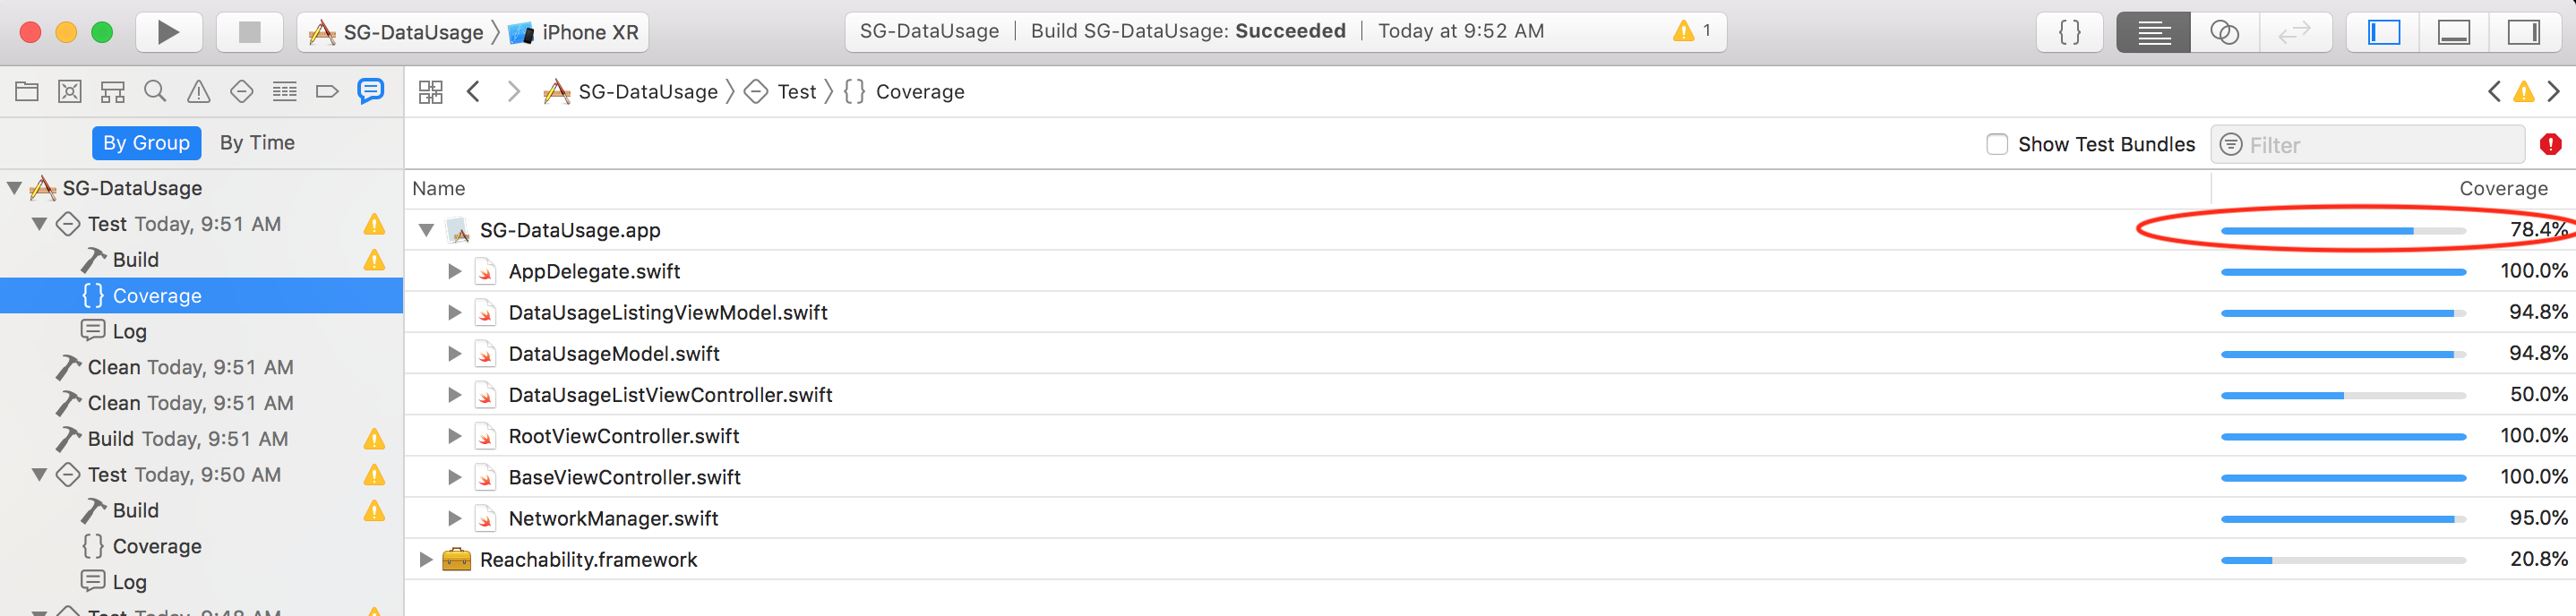 SG-DataUsage 〉 iPhone XR
SG-DataUsage | Build SG-DataUsage: Succeeded | Today at 9:52 AM 1
{ }
SG-DataUsage 〉 Test 〉 { } Coverage
By Group By Time
Show Test Bundles Filter
Name Coverage
SG-DataUsage
Test Today, 9:51 AM
Build
{ } Coverage
Log
Clean Today, 9:51 AM
Clean Today, 9:51 AM
Build Today, 9:51 AM
Test Today, 9:50 AM
Build
{ } Coverage
Log
Test Today, 9:48 AM
SG-DataUsage.app 78.4%
AppDelegate.swift 100.0%
DataUsageListingViewModel.swift 94.8%
DataUsageModel.swift 94.8%
DataUsageListViewController.swift 50.0%
RootViewController.swift 100.0%
BaseViewController.swift 100.0%
NetworkManager.swift 95.0%
Reachability.framework 20.8%